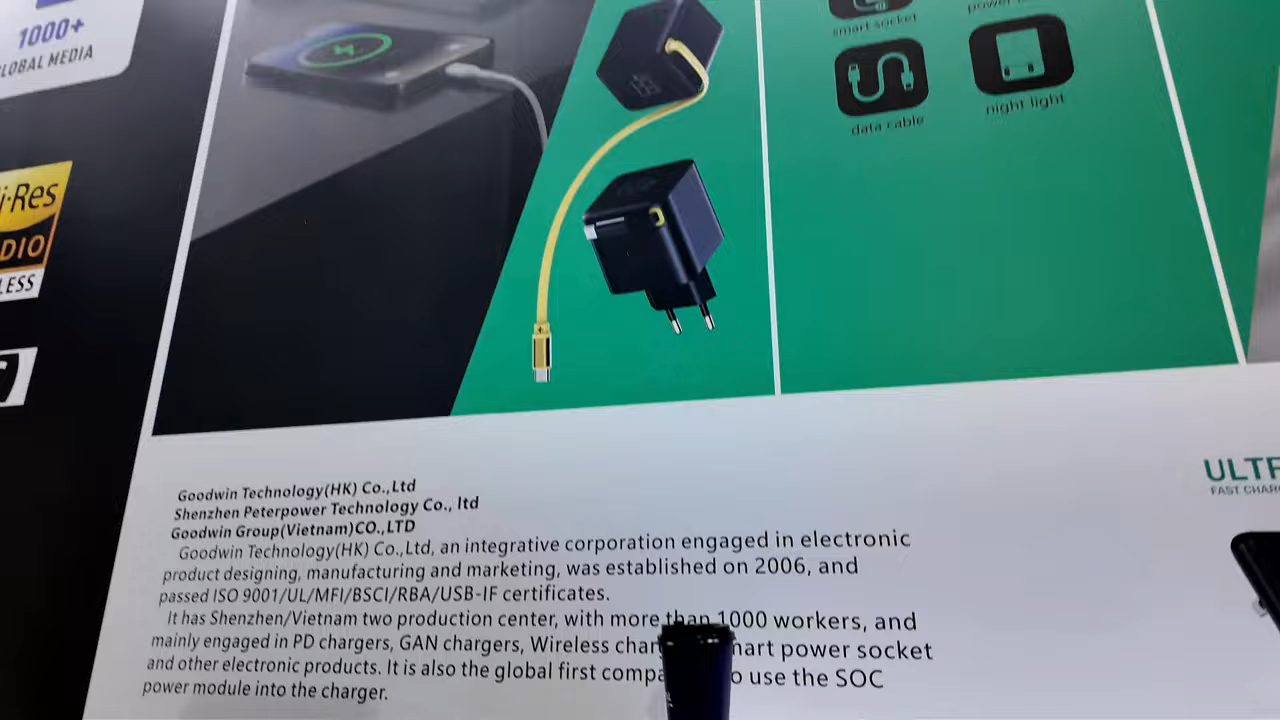 1000+
GLOBAL MEDIA
i-Res
DIO
LESS
smart socket
data cable
night light
Goodwin Technology(HK) Co.,Ltd
Shenzhen Peterpower Technology Co., ltd
Goodwin Group(Vietnam)CO.,LTD
Goodwin Technology(HK) Co.,Ltd, an integrative corporation engaged in electronic
product designing, manufacturing and marketing, was established on 2006, and
passed ISO 9001/UL/MFI/BSCI/RBA/USB-IF certificates.
It has Shenzhen/Vietnam two production center, with more than 1000 workers, and
mainly engaged in PD chargers, GAN chargers, Wireless power socket
and other electronic products. It is also the global first use the SOC
power module into the charger.
ULTR
FAST CHAR